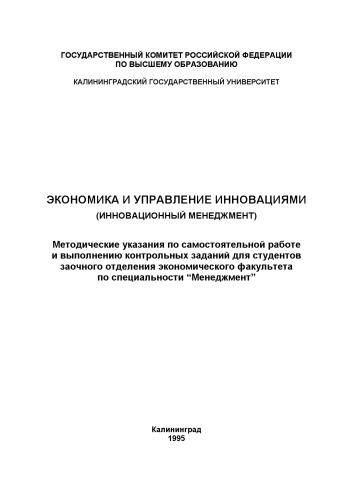 ГОСУДАРСТВЕННЫЙ КОМИТЕТ РОССИЙСКОЙ ФЕДЕРАЦИИ
ПО ВЫСШЕМУ ОБРАЗОВАНИЮ
КАЛИНИНГРАДСКИЙ ГОСУДАРСТВЕННЫЙ УНИВЕРСИТЕТ
ЭКОНОМИКА И УПРАВЛЕНИЕ ИННОВАЦИЯМИ
(ИННОВАЦИОННЫЙ МЕНЕДЖМЕНТ)
Методические указания по самостоятельной работе
и выполнению контрольных заданий для студентов
заочного отделения экономического факультета
по специальности “Менеджмент”
Калининград
1995